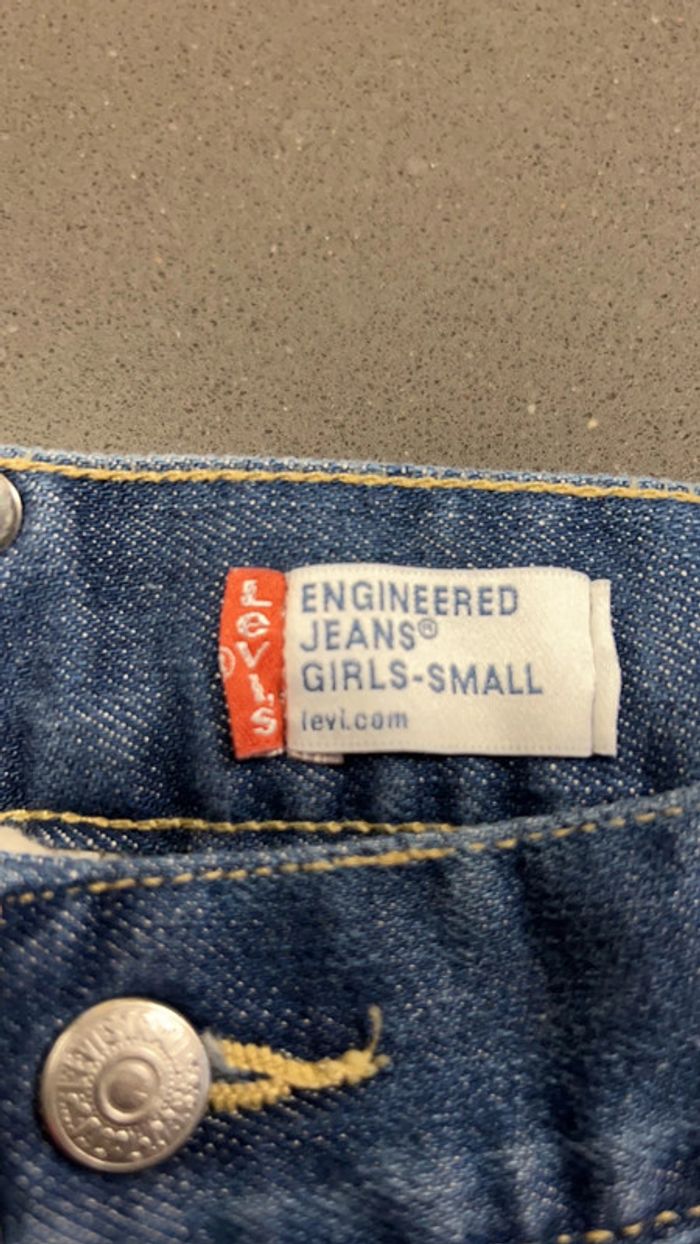 LEVI'S
®
ENGINEERED
JEANS®
GIRLS-SMALL
levi.com